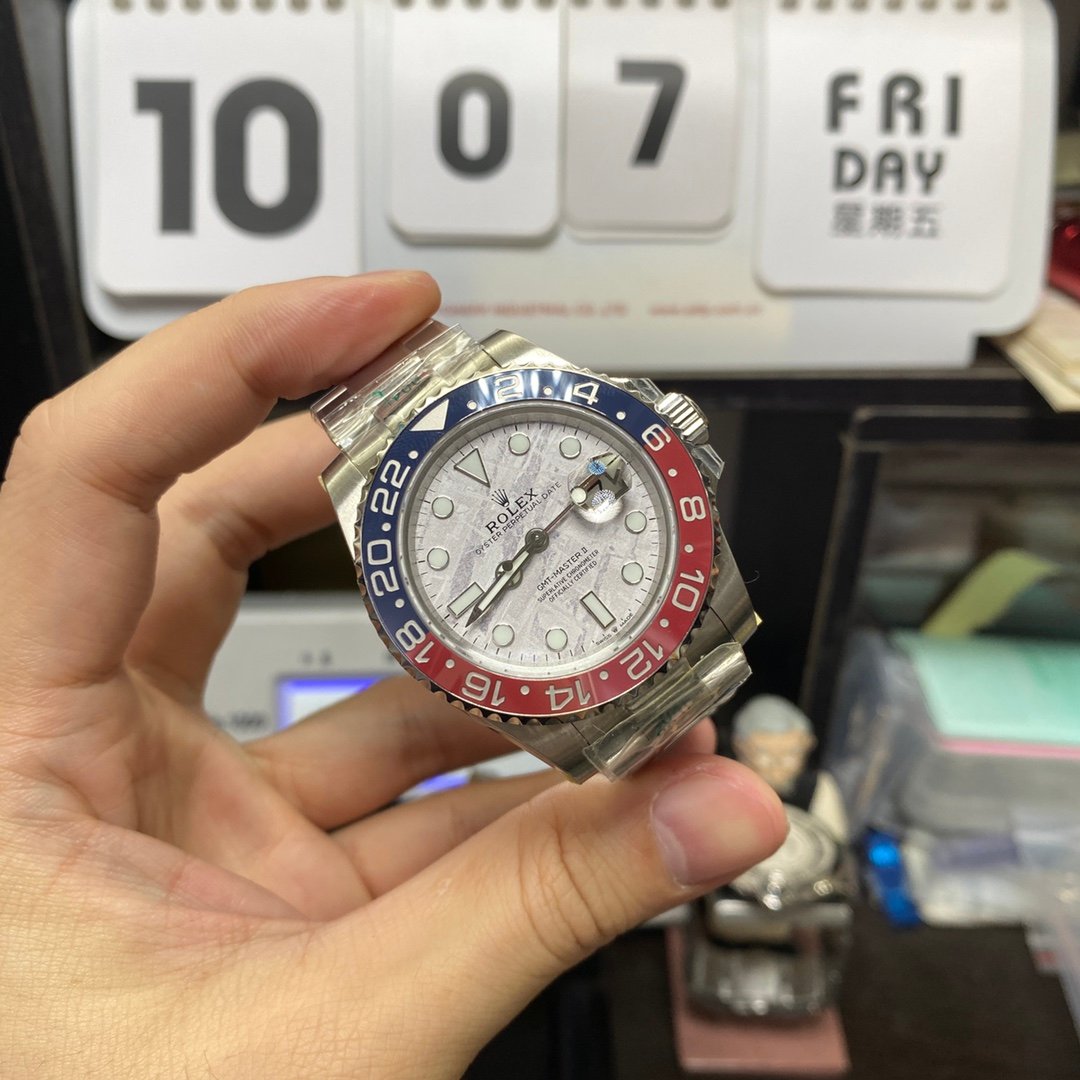 10 0 7 FRI
DAY
星期五
2 4 6 8 10 12 14 16 18 20 22
ROLEX
OYSTER PERPETUAL DATE
7
GMT-MASTER II
SUPERLATIVE CHRONOMETER
OFFICIALLY CERTIFIED